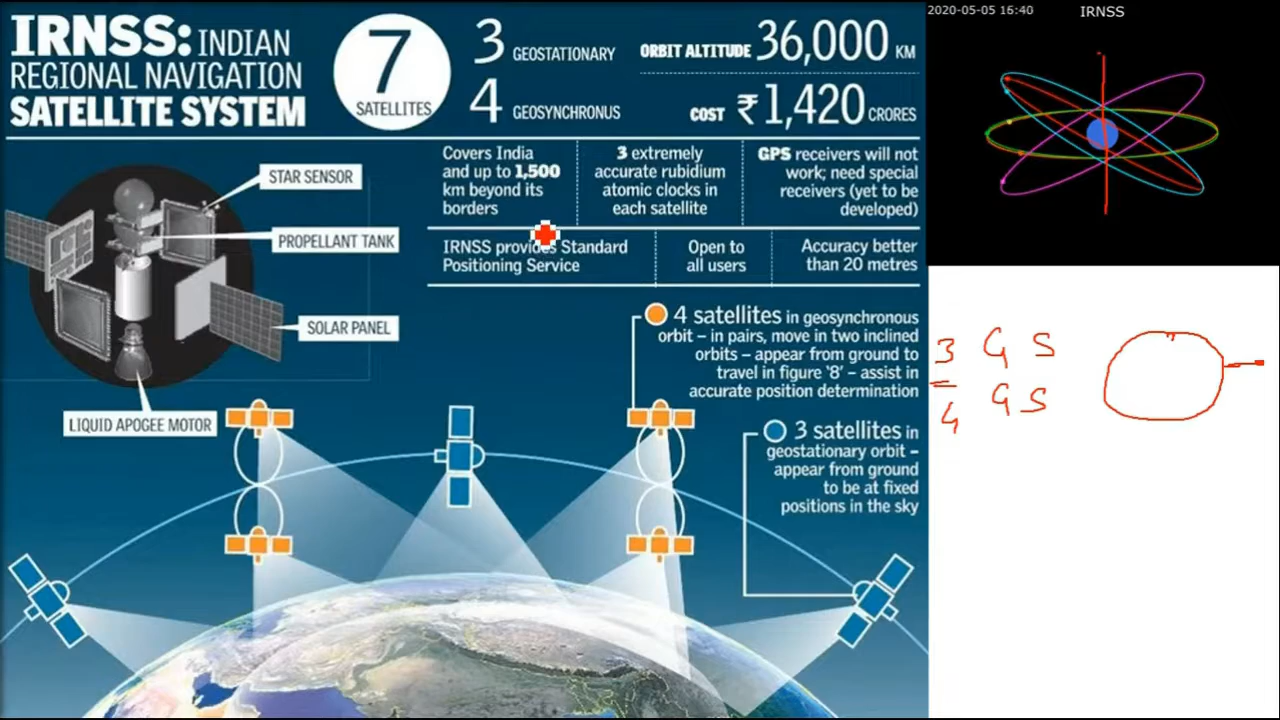 IRNSS: INDIAN
REGIONAL NAVIGATION
SATELLITE SYSTEM
7
SATELLITES
3 GEOSTATIONARY
4 GEOSYNCHRONUS
ORBIT ALTITUDE 36,000 KM
COST ₹1,420 CRORES
Covers India
and up to 1,500
km beyond its
borders
3 extremely
accurate rubidium
atomic clocks in
each satellite
GPS receivers will not
work; need special
receivers (yet to be
developed)
IRNSS provides Standard
Positioning Service
Open to
all users
Accuracy better
than 20 metres
STAR SENSOR
PROPELLANT TANK
SOLAR PANEL
LIQUID APOGEE MOTOR
4 satellites in
geosynchronous
orbit – in pairs, move in two inclined
orbits – appear from ground to
travel in figure '8' – assist in
accurate position determination
3 satellites in
geostationary orbit –
appear from ground
to be at fixed
positions in the sky
2020-05-05 16:40
IRNSS
3 G S
4 G S